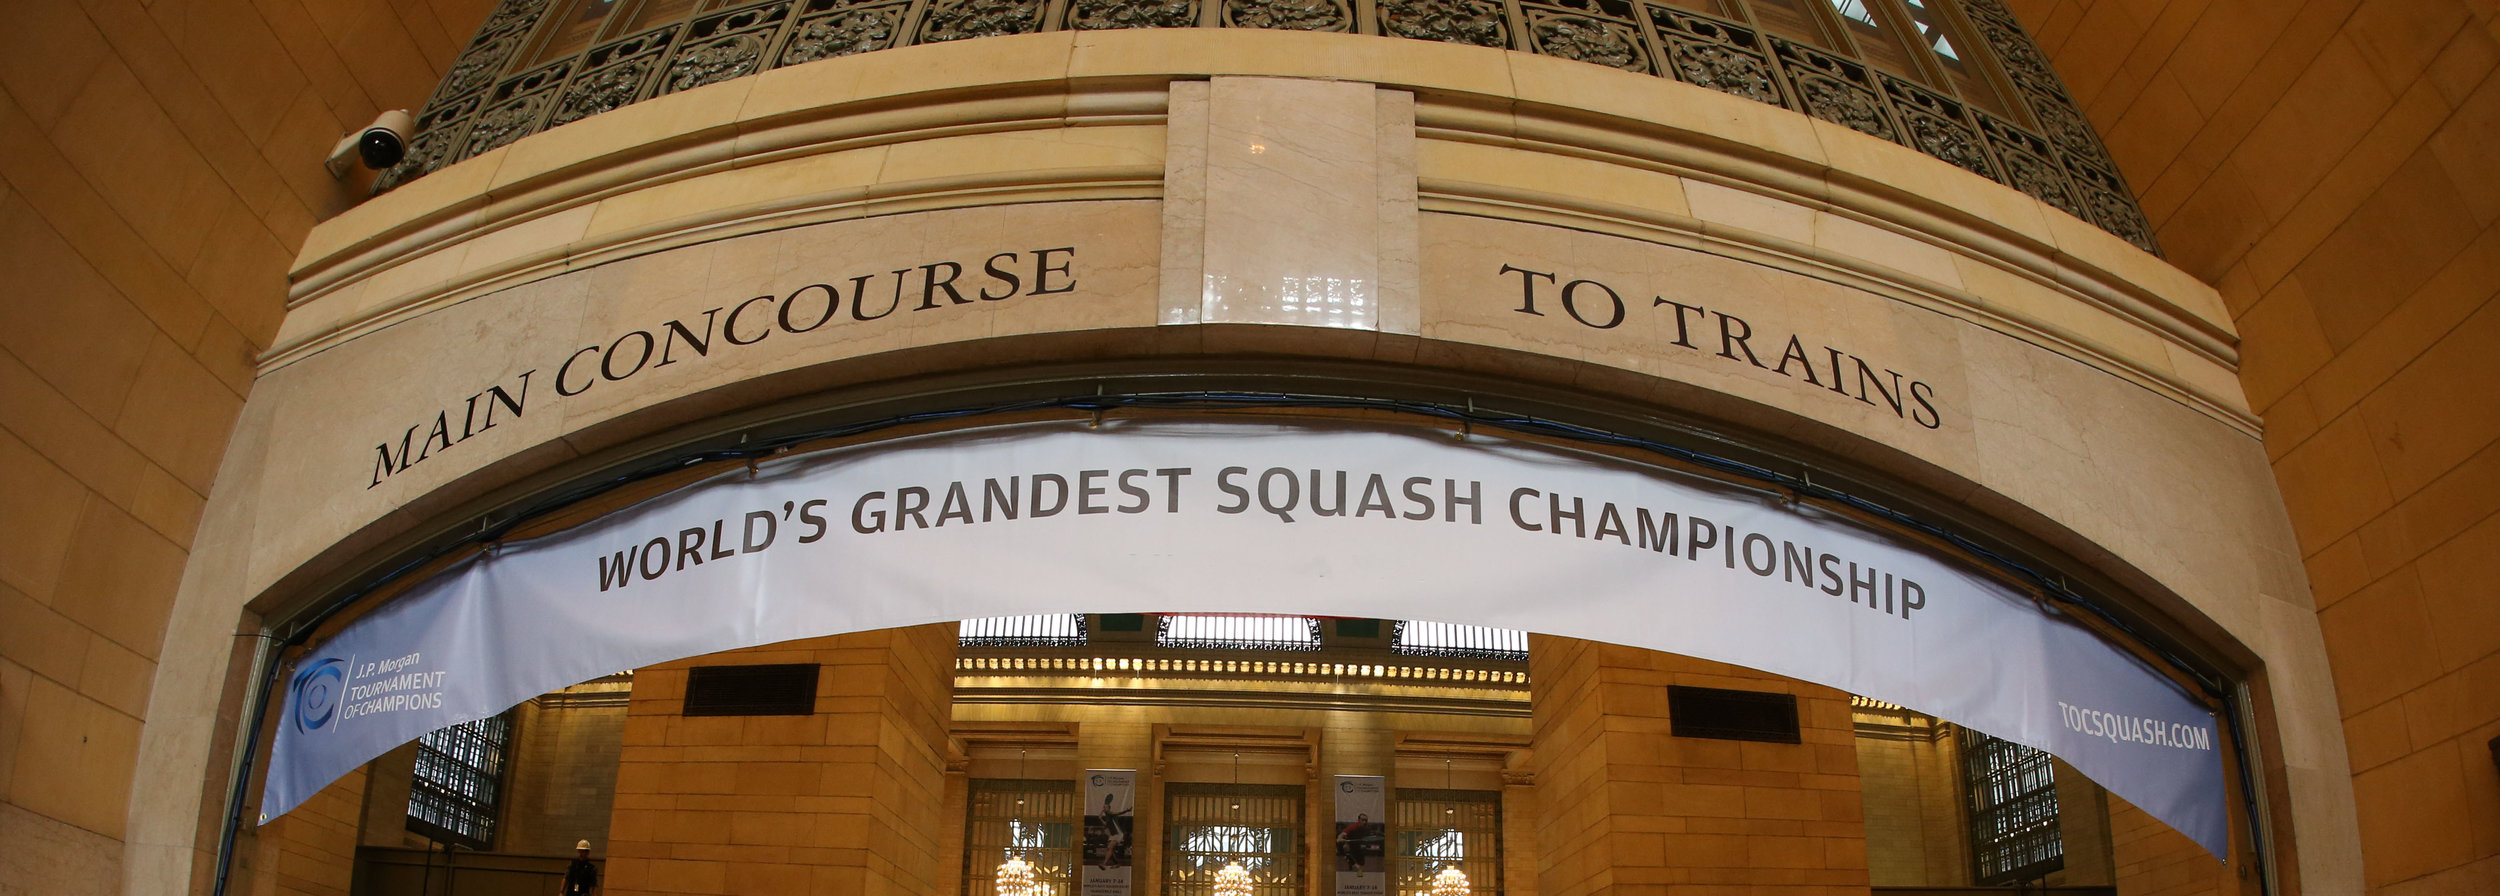 MAIN CONCOURSE
TO TRAINS
WORLD'S GRANDEST SQUASH CHAMPIONSHIP
J.P. Morgan
TOURNAMENT
OF CHAMPIONS
TOCSQUASH.COM